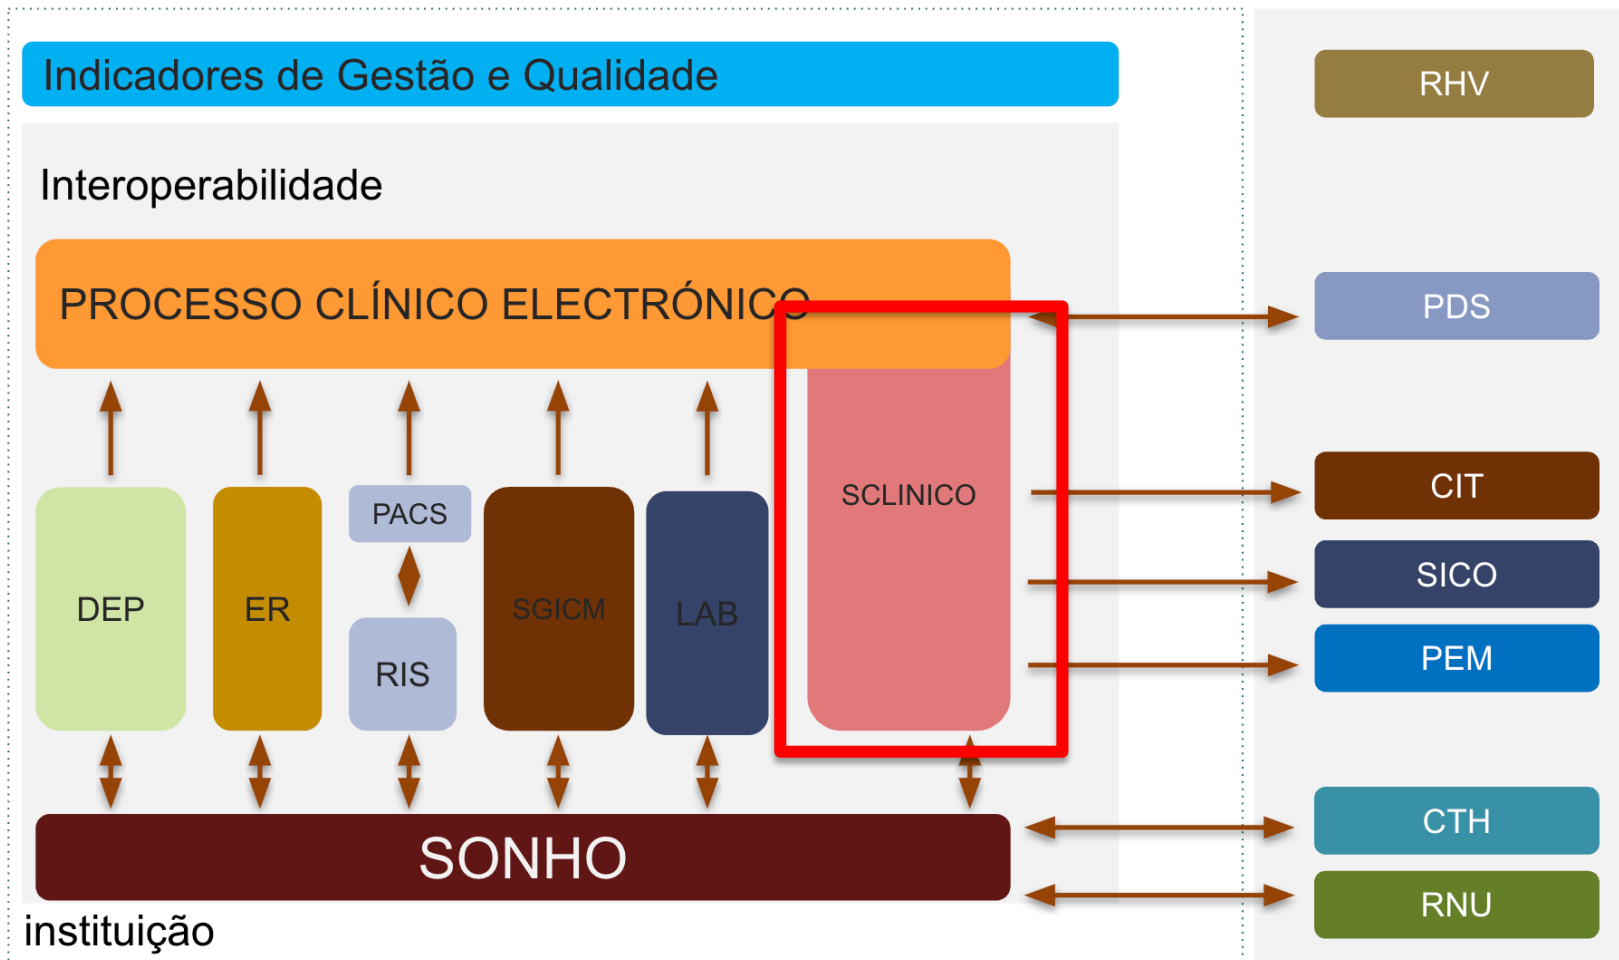 Indicadores de Gestão e Qualidade
RHV
Interoperabilidade
PROCESSO CLÍNICO ELECTRÓNICO
PDS
SCLINICO
CIT
PACS
SICO
DEP
ER
SGICM
LAB
PEM
RIS
CTH
SONHO
RNU
instituição